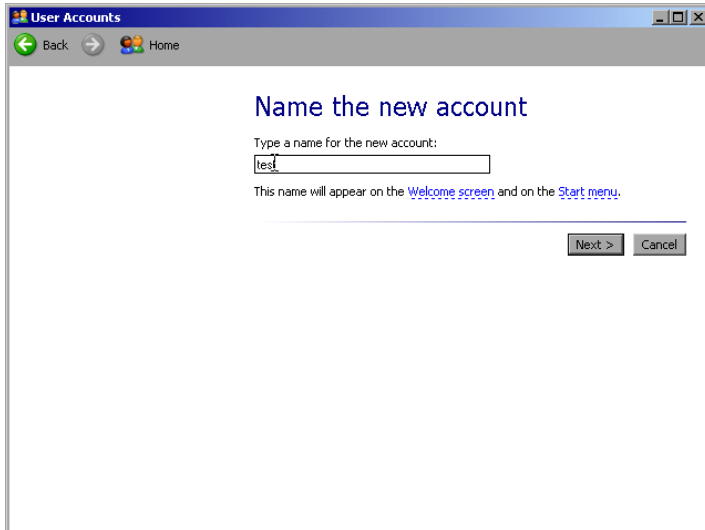 User Accounts
Back Home
Name the new account
Type a name for the new account:
test
This name will appear on the Welcome screen and on the Start menu.
Next > Cancel